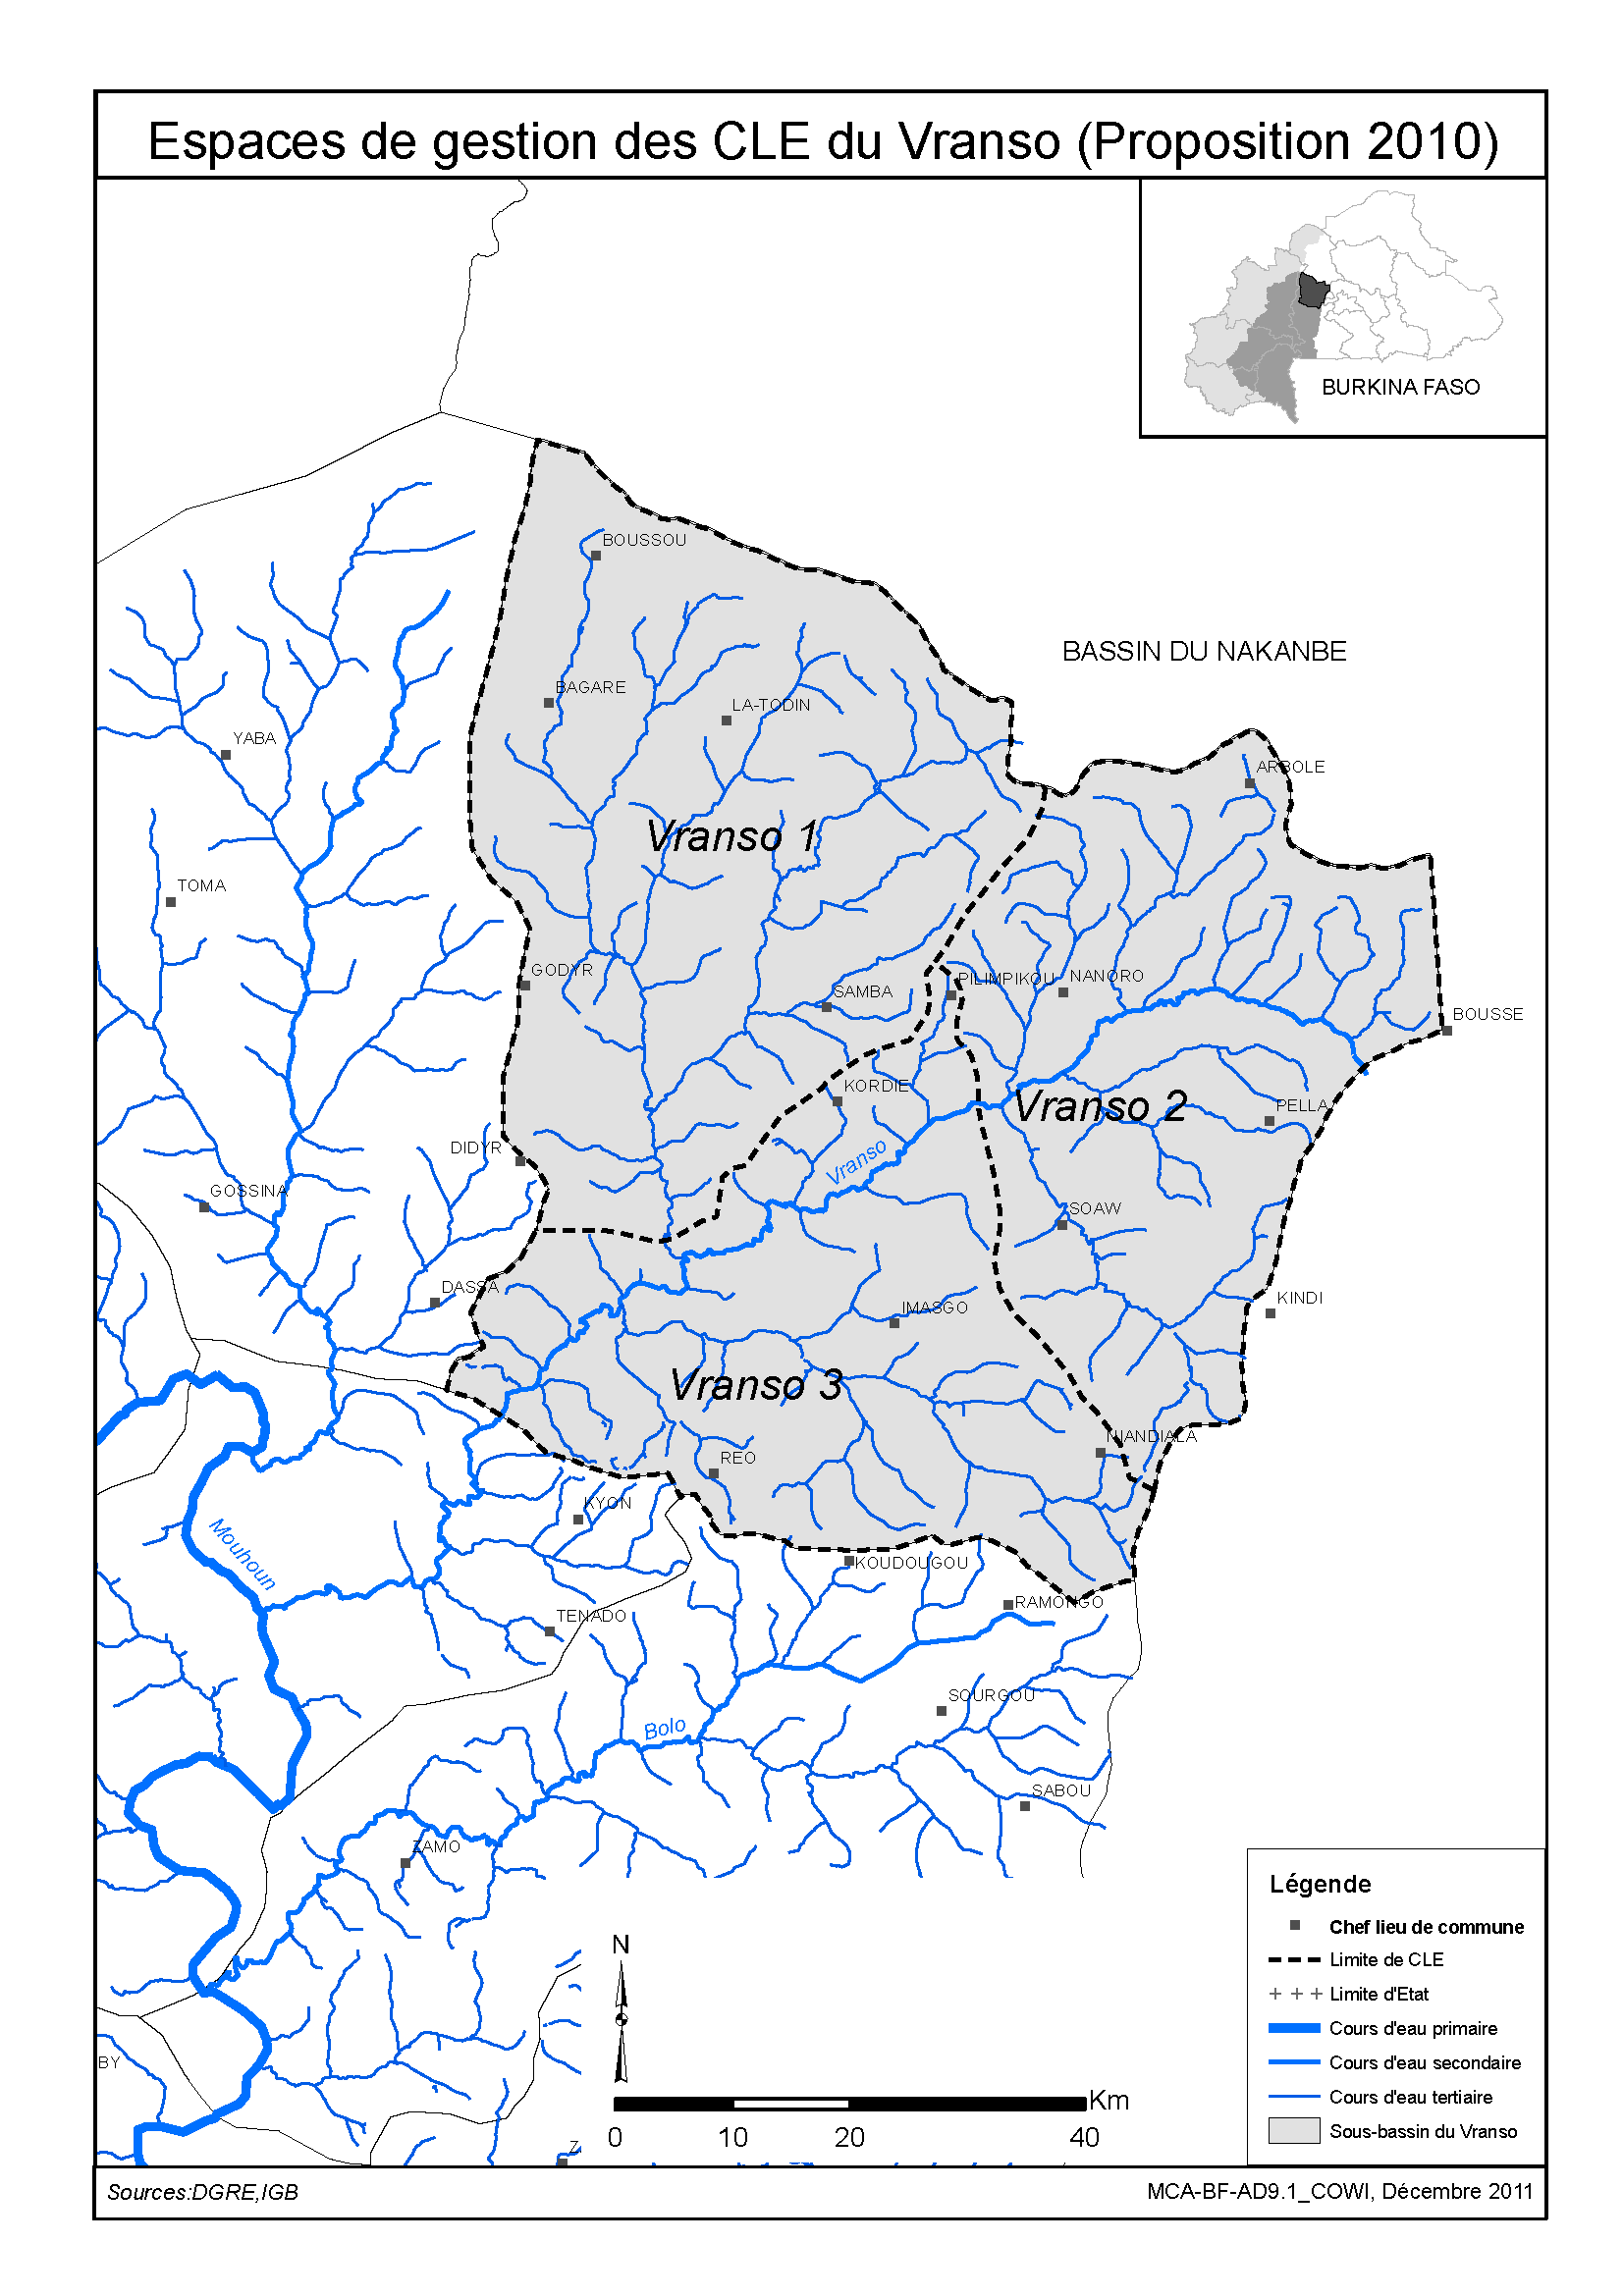 Espaces de gestion des CLE du Vranso (Proposition 2010)
BURKINA FASO
BOUSSOU
BASSIN DU NAKANBE
BAGARE
LA-TODIN
YABA
ARBOLE
Vranso 1
TOMA
GODYR
SAMBA
PILIMPIKOU
NANORO
BOUSSE
KORDIE
Vranso 2
PELLA
DIDYR
Vranso
GOSSINA
SOAW
DASSA
IMASGO
KINDI
Vranso 3
NIANDIALA
REO
KYON
Mouhoun
KOUDOUGOU
RAMONGO
TENADO
SOURGOU
Bolo
SABOU
ZAMO
Légende
Chef lieu de commune
Limite de CLE
Limite d'Etat
Cours d'eau primaire
Cours d'eau secondaire
Cours d'eau tertiaire
Sous-bassin du Vranso
N
BY
Km
0 10 20 40
Z
Sources:DGRE,IGB
MCA-BF-AD9.1_COWI, Décembre 2011